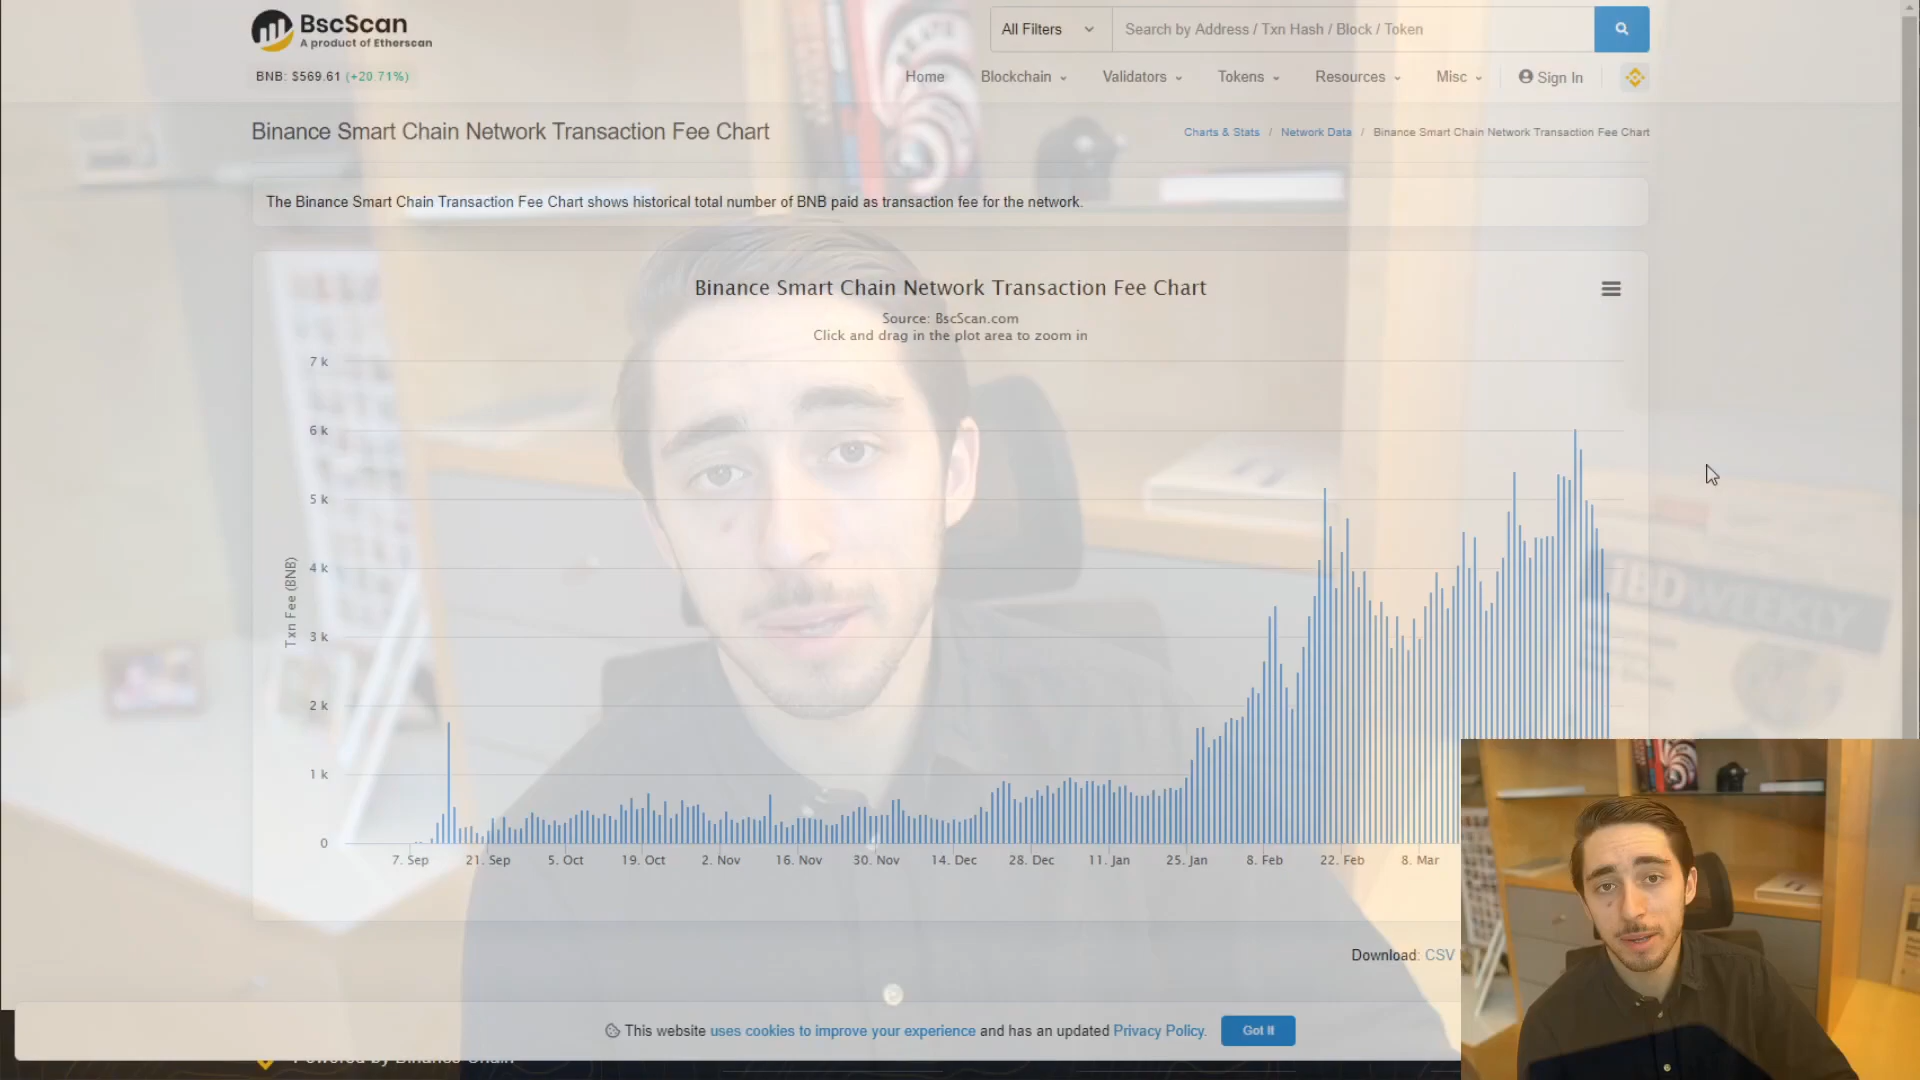 BscScan
A product of Etherscan
All Filters
Search by Address / Txn Hash / Block / Token
BNB: $569.61 (+20.71%)
Home Blockchain Validators Tokens Resources Misc Sign In
Binance Smart Chain Network Transaction Fee Chart
Charts & Stats / Network Data / Binance Smart Chain Network Transaction Fee Chart
The Binance Smart Chain Transaction Fee Chart shows historical total number of BNB paid as transaction fee for the network.
Binance Smart Chain Network Transaction Fee Chart
Source: BscScan.com
Click and drag in the plot area to zoom in
7 k
6 k
5 k
4 k
3 k
2 k
1 k
0
Txn Fee (BNB)
7. Sep 21. Sep 5. Oct 19. Oct 2. Nov 16. Nov 30. Nov 14. Dec 28. Dec 11. Jan 25. Jan 8. Feb 22. Feb 8. Mar
IBD WEEKLY
Download: CSV
This website uses cookies to improve your experience and has an updated Privacy Policy.
Got It
Powered by Binance Chain